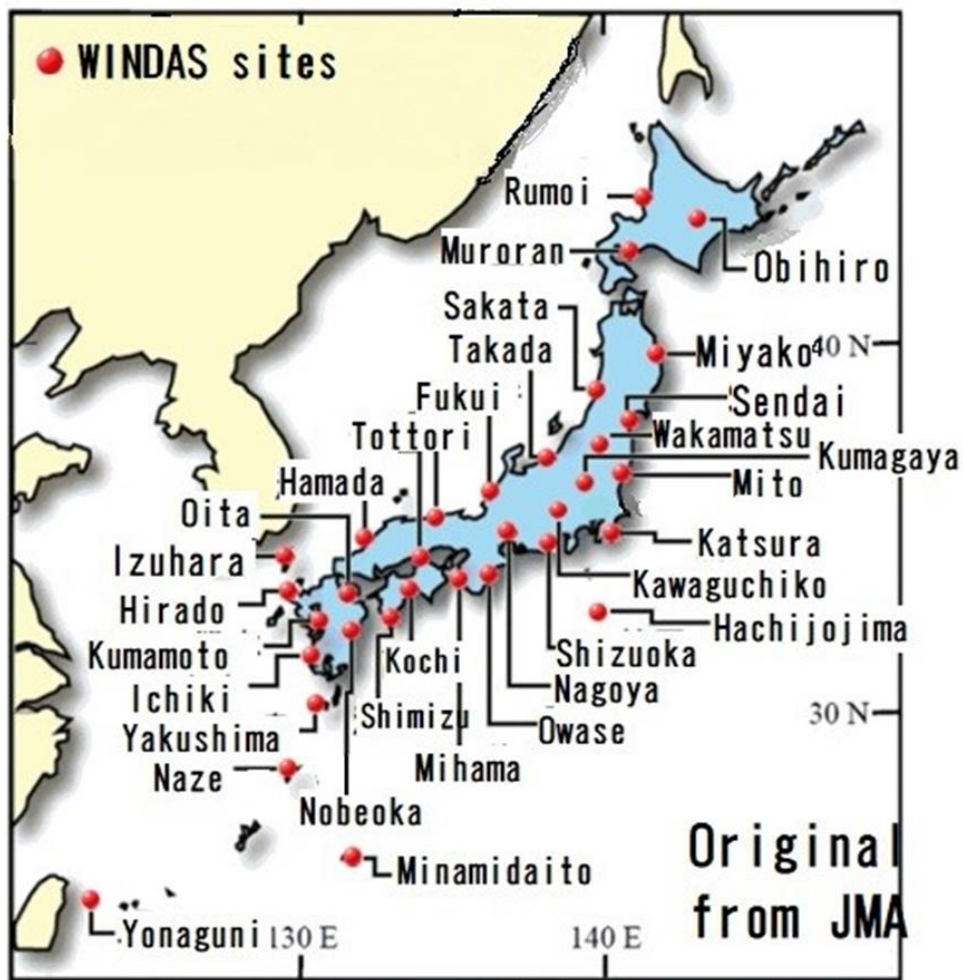 WINDAS sites
Rumoi
Muroran
Obihiro
Sakata
Takada
Miyako
40 N
Fukui
Sendai
Tottori
Wakamatsu
Kumagaya
Hamada
Mito
Oita
Katsura
Izuhara
Kawaguchiko
Hirado
Hachijojima
Kumamoto
Kochi
Shizuoka
Ichiki
Nagoya
Shimizu
30 N
Yakushima
Owase
Naze
Mihama
Nobeoka
Original
Minamidaito
from JMA
Yonaguni
130 E
140 E